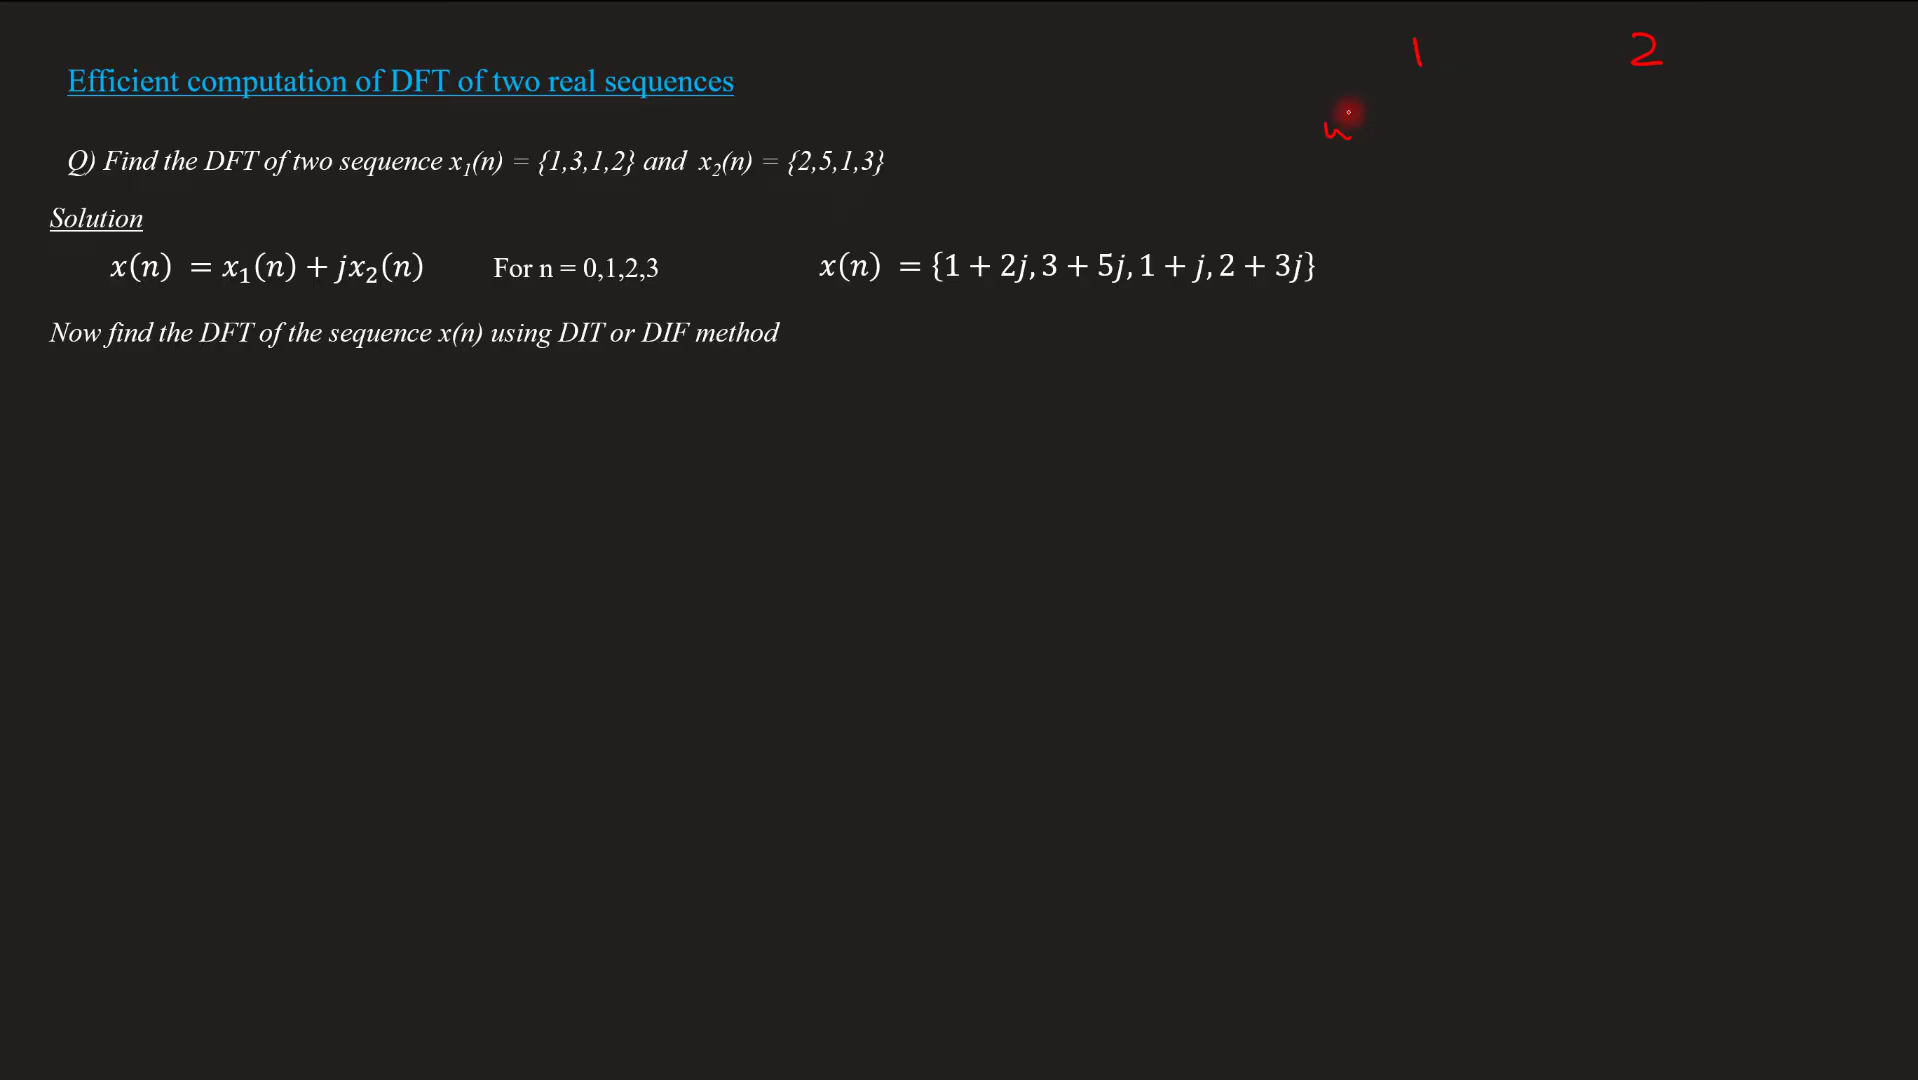 1 2
Efficient computation of DFT of two real sequences
Q) Find the DFT of two sequence x₁(n) = {1,3,1,2} and x₂(n) = {2,5,1,3}
Solution
x(n) = x₁(n) + jx₂(n) For n = 0,1,2,3 x(n) = {1 + 2j, 3 + 5j, 1 + j, 2 + 3j}
Now find the DFT of the sequence x(n) using DIT or DIF method